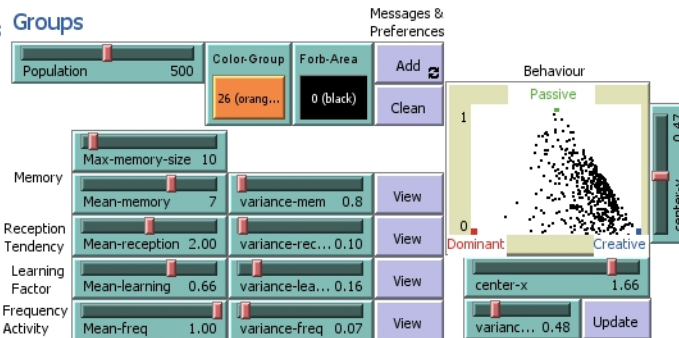 Groups
Messages &
Preferences
Population 500
Color-Group
26 (orang...
Forb-Area
0 (black)
Add
Clean
Behaviour
Passive
1
0
Dominant
Creative
0.47
center-y
Max-memory-size 10
Memory
Mean-memory 7
variance-mem 0.8
View
Reception
Tendency
Mean-reception 2.00
variance-rec... 0.10
View
Learning
Factor
Mean-learning 0.66
variance-lea... 0.16
View
center-x 1.66
Frequency
Activity
Mean-freq 1.00
variance-freq 0.07
View
varianc... 0.48
Update